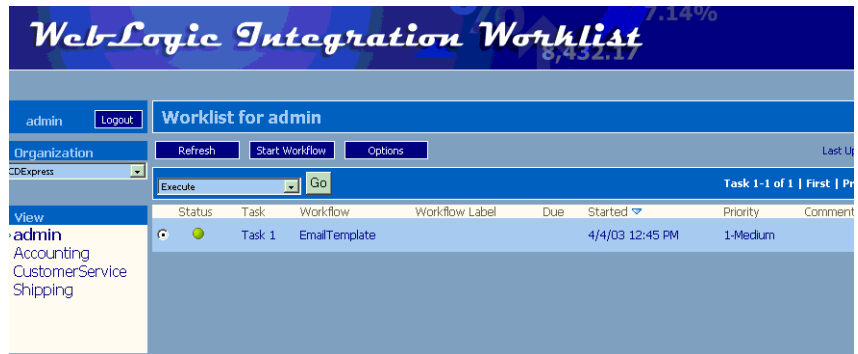 7.14%
WebLogic Integration Worklist
8,432.17
admin Logout
Worklist for admin
Organization
Refresh Start Workflow Options Last Up
CDExpress
Execute Go Task 1-1 of 1 | First | Pr
View
Status Task Workflow Workflow Label Due Started Priority Comment
admin
Task 1 EmailTemplate 4/4/03 12:45 PM 1-Medium
Accounting
CustomerService
Shipping